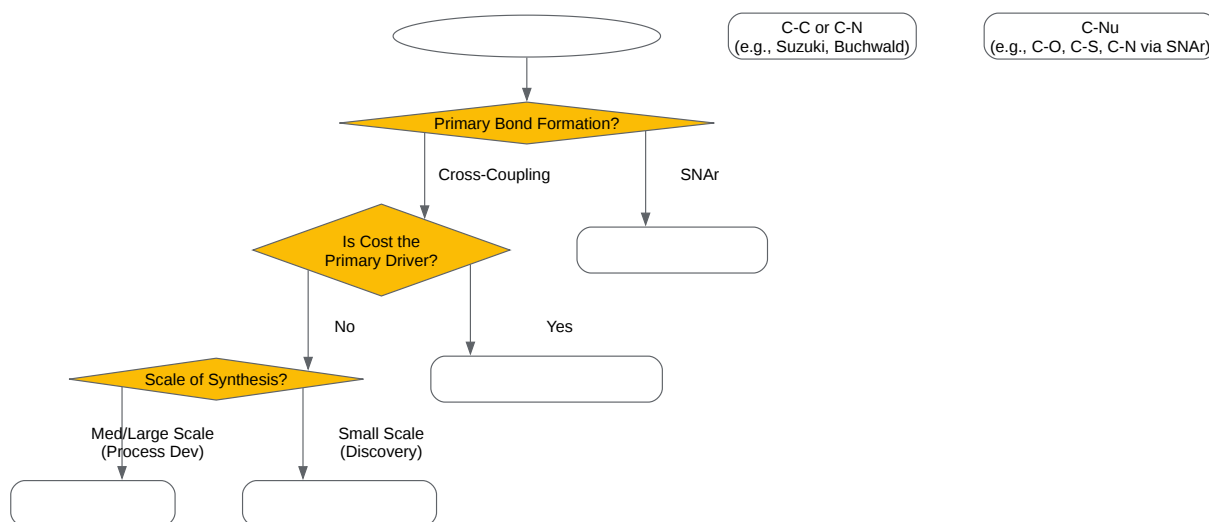 C-C or C-N
(e.g., Suzuki, Buchwald)
C-Nu
(e.g., C-O, C-S, C-N via SNAr)
Primary Bond Formation?
Cross-Coupling
SNAr
Is Cost the
Primary Driver?
No
Yes
Scale of Synthesis?
Med/Large Scale
(Process Dev)
Small Scale
(Discovery)